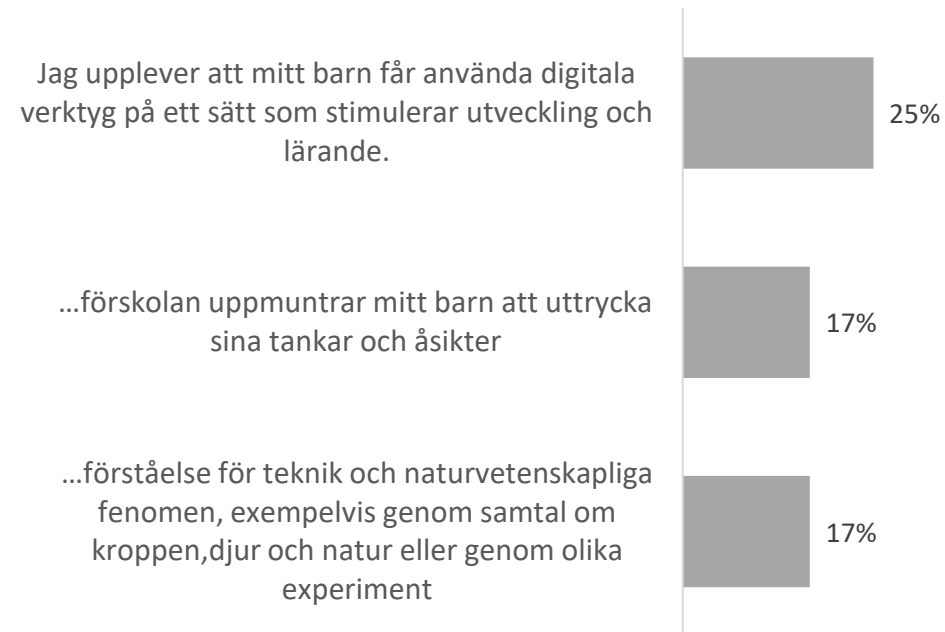 Jag upplever att mitt barn får använda digitala
verktyg på ett sätt som stimulerar utveckling och
lärande.
25%
…förskolan uppmuntrar mitt barn att uttrycka
sina tankar och åsikter
17%
…förståelse för teknik och naturvetenskapliga
fenomen, exempelvis genom samtal om
kroppen,djur och natur eller genom olika
experiment
17%